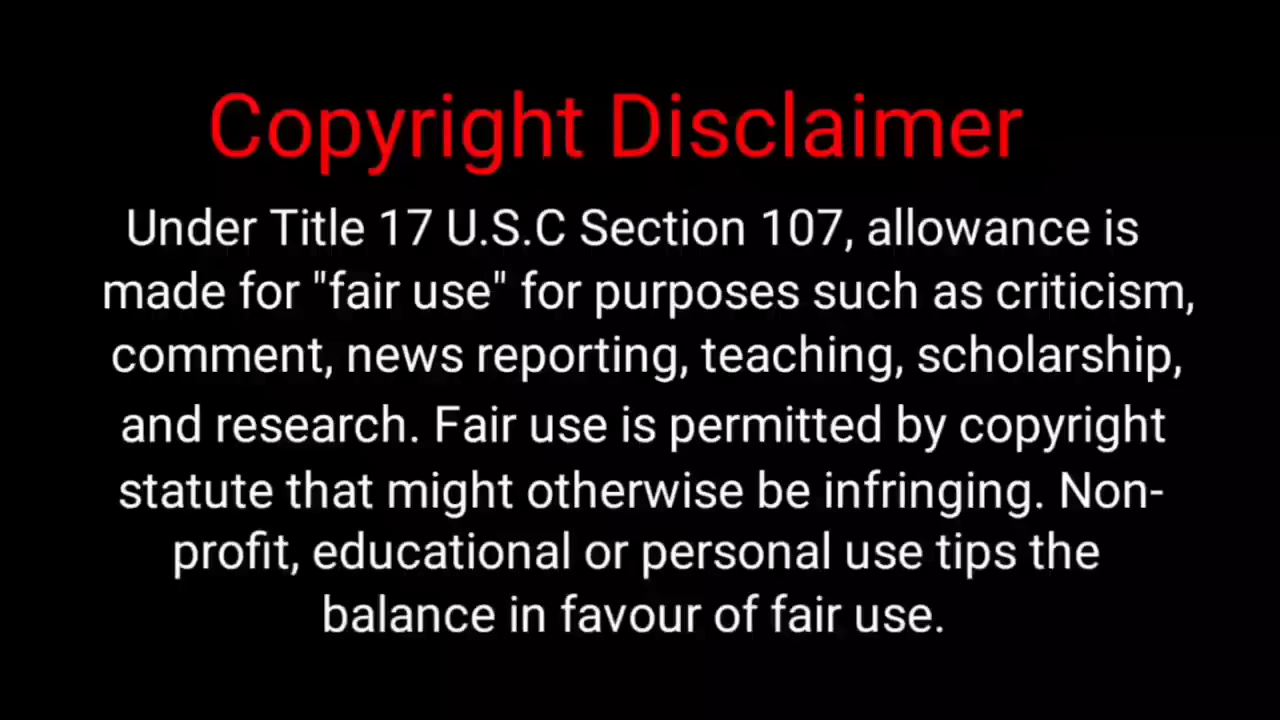 Copyright Disclaimer
Under Title 17 U.S.C Section 107, allowance is
made for "fair use" for purposes such as criticism,
comment, news reporting, teaching, scholarship,
and research. Fair use is permitted by copyright
statute that might otherwise be infringing. Non-
profit, educational or personal use tips the
balance in favour of fair use.